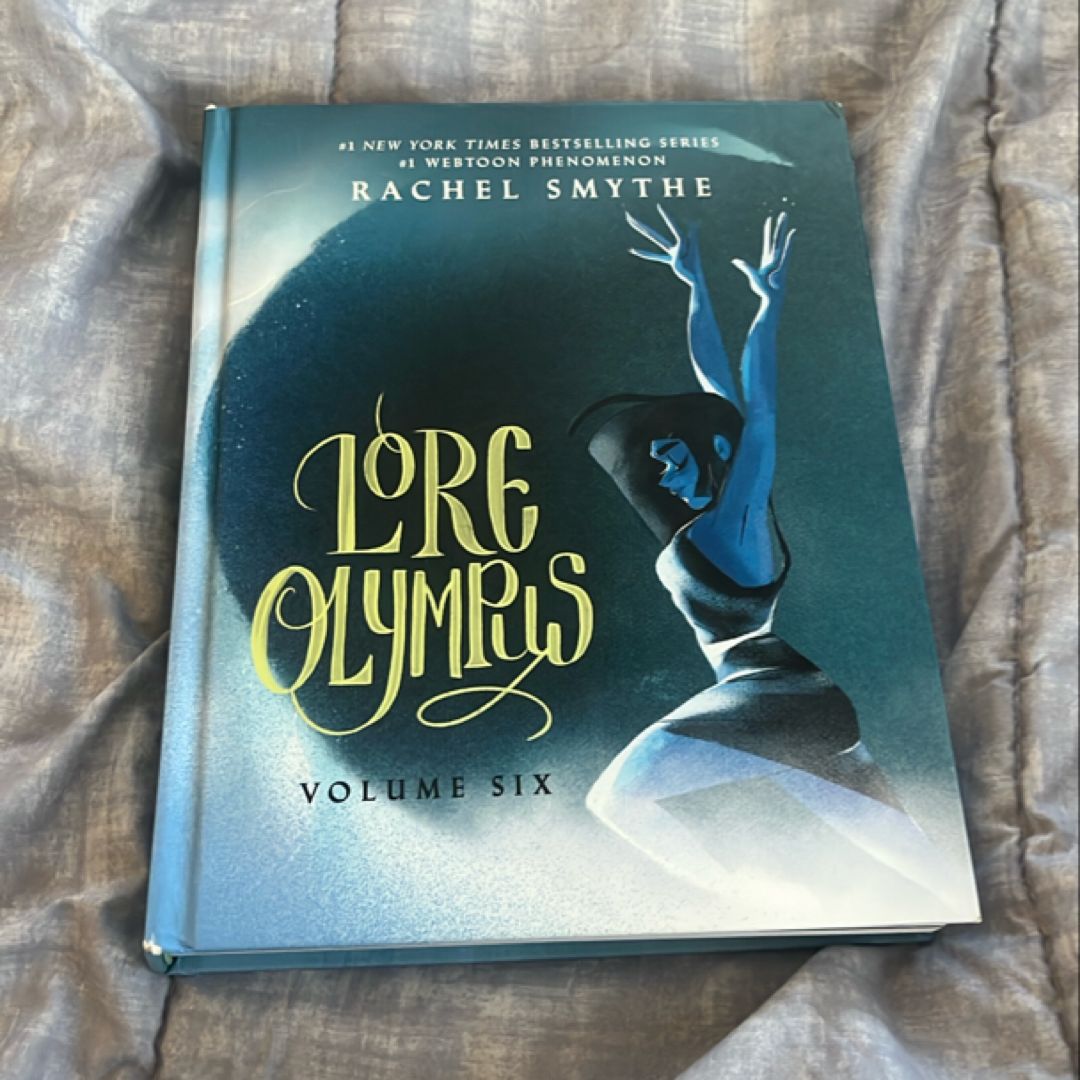 #1 NEW YORK TIMES BESTSELLING SERIES
#1 WEBTOON PHENOMENON
RACHEL SMYTHE
LORE
OLYMPUS
VOLUME SIX